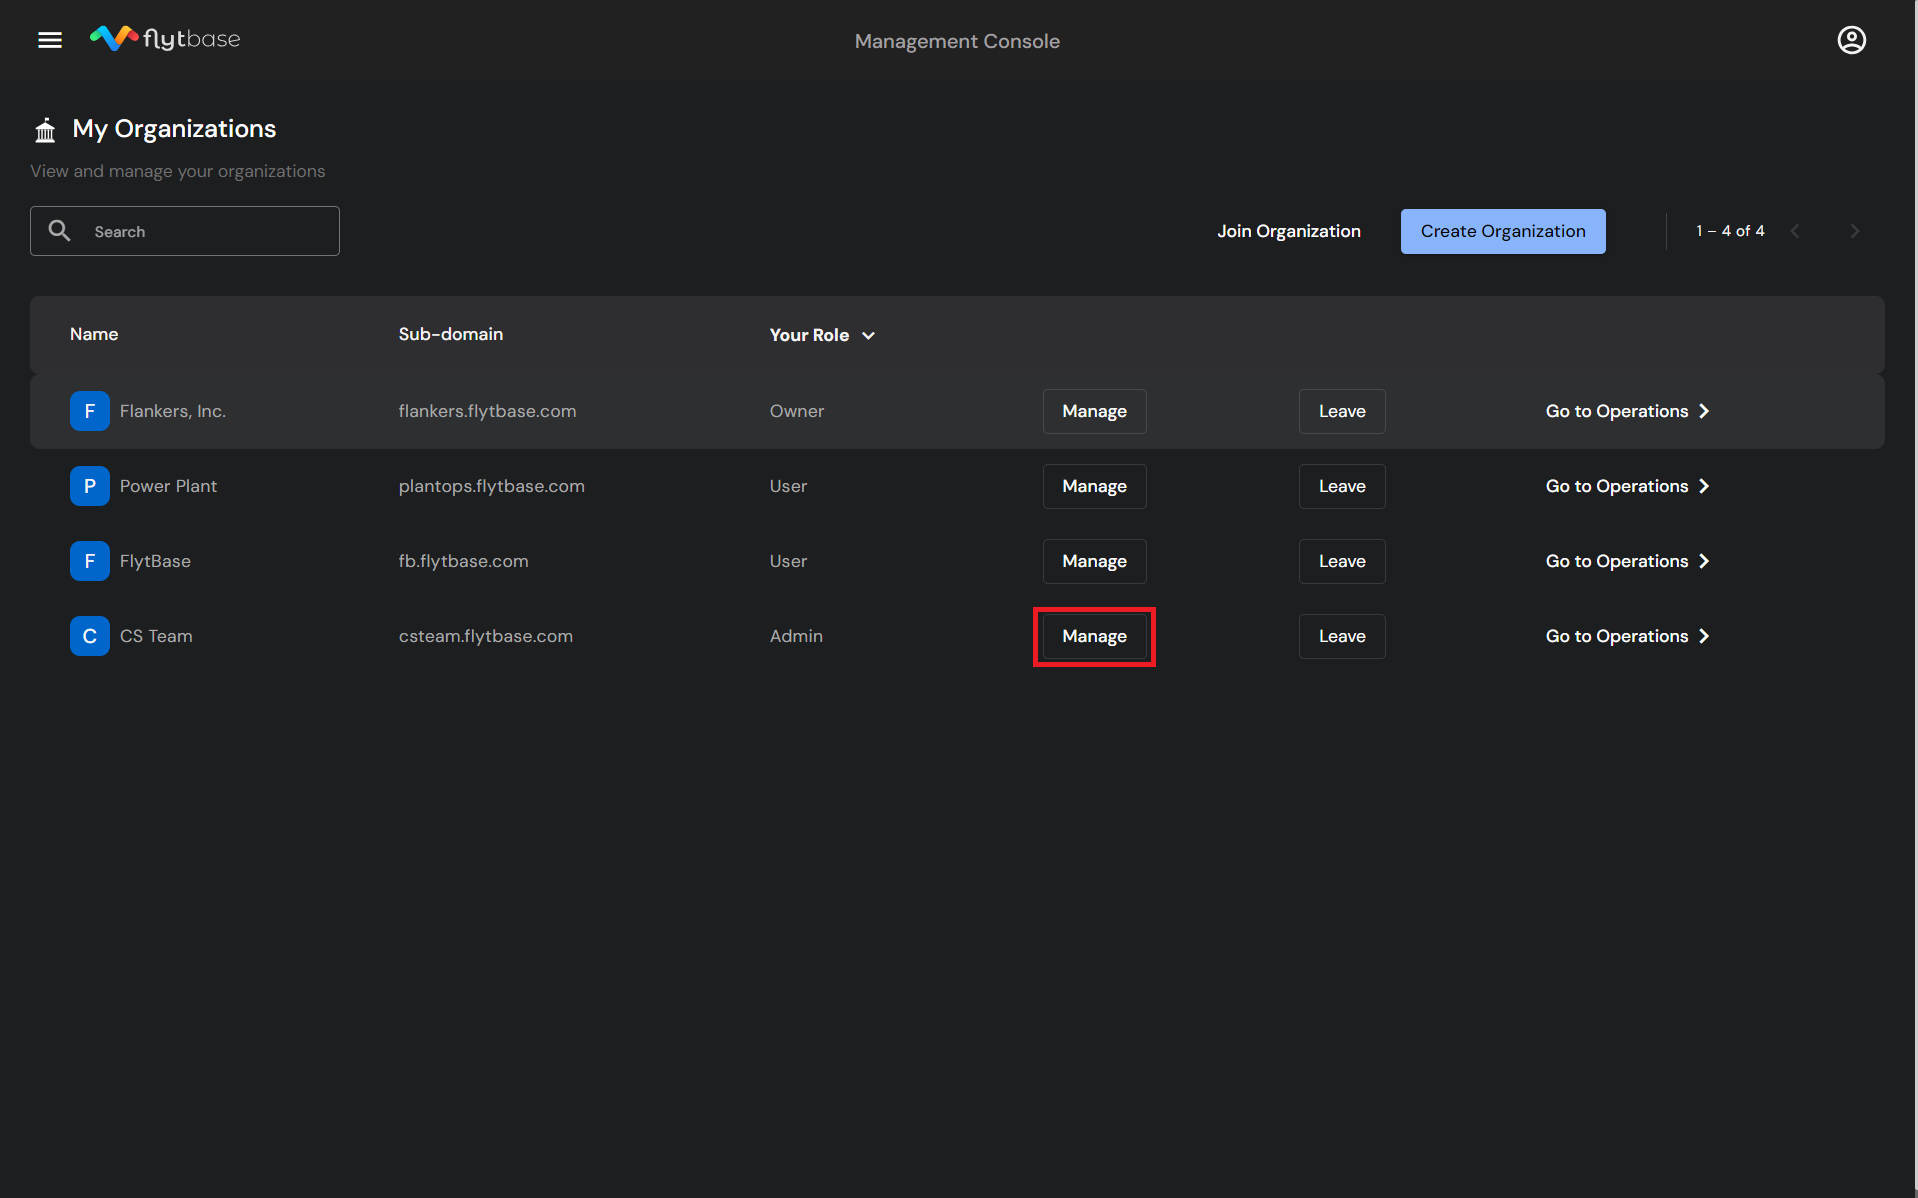 flytbase
Management Console
My Organizations
View and manage your organizations
Search
Join Organization
Create Organization
1 – 4 of 4
Name Sub-domain Your Role
F Flankers, Inc. flankers.flytbase.com Owner Manage Leave Go to Operations
P Power Plant plantops.flytbase.com User Manage Leave Go to Operations
F FlytBase fb.flytbase.com User Manage Leave Go to Operations
C CS Team csteam.flytbase.com Admin Manage Leave Go to Operations